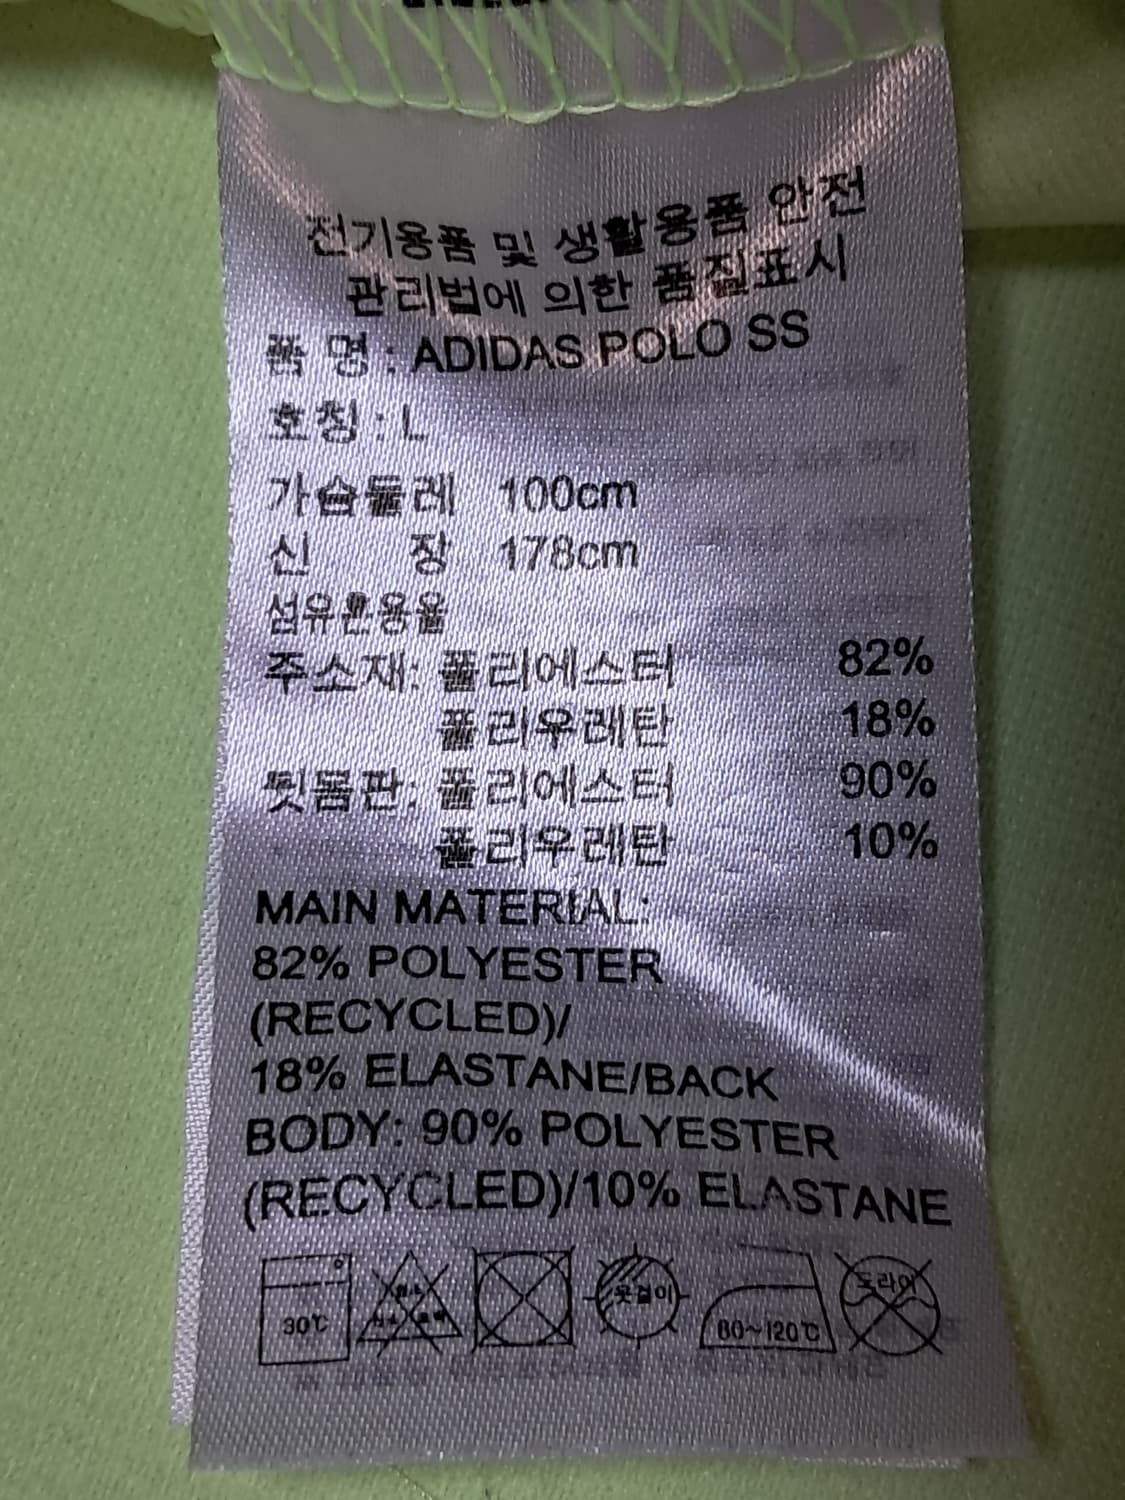 전기용품 및 생활용품 안전
관리법에 의한 품질표시
품 명 : ADIDAS POLO SS
호칭 : L
가슴둘레 100cm
신 장 178cm
섬유혼용율
주소재: 폴리에스터 82%
폴리우레탄 18%
뒷몸판: 폴리에스터 90%
폴리우레탄 10%
MAIN MATERIAL:
82% POLYESTER
(RECYCLED)/
18% ELASTANE/BACK
BODY: 90% POLYESTER
(RECYCLED)/10% ELASTANE
30℃ 옷걸이 80~120℃ 드라이